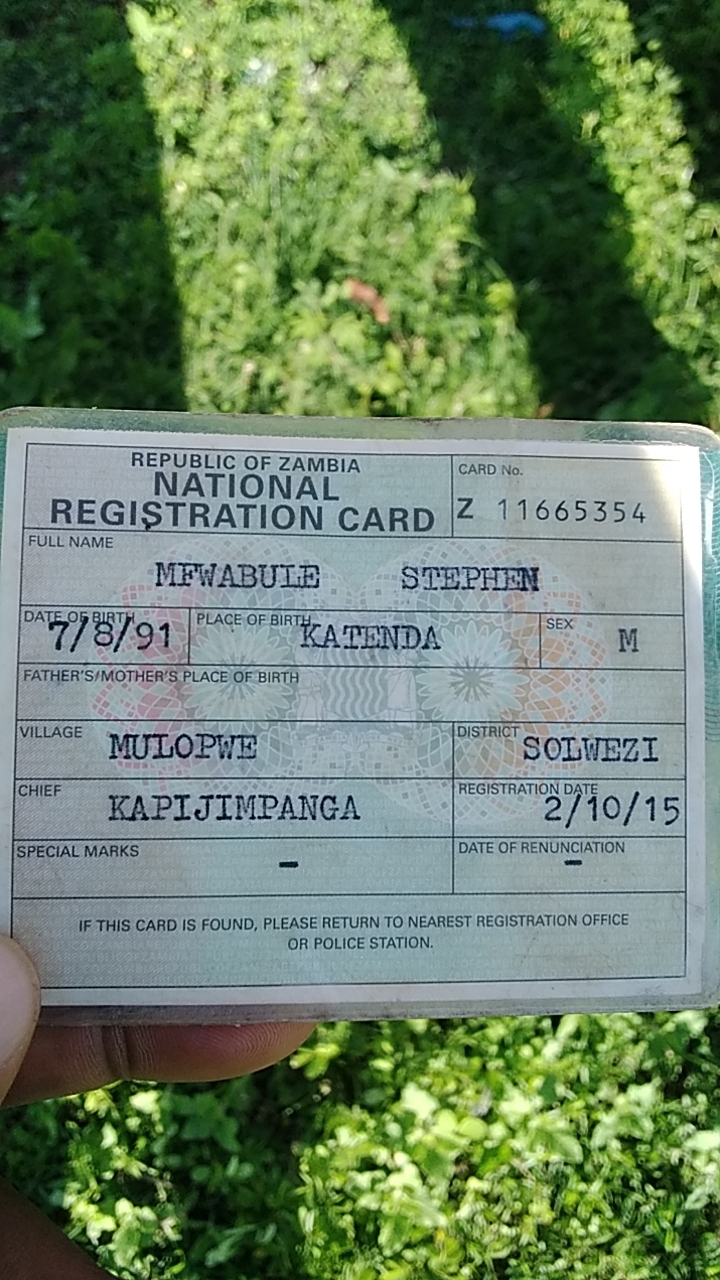 REPUBLIC OF ZAMBIA
NATIONAL
REGISTRATION CARD
CARD No.
Z 11665354
FULL NAME
MFWABULE STEPHEN
DATE OF BIRTH
7/8/91
PLACE OF BIRTH
KATENDA
SEX
M
FATHER'S/MOTHER'S PLACE OF BIRTH
VILLAGE
MULOPWE
DISTRICT
SOLWEZI
CHIEF
KAPIJIMPANGA
REGISTRATION DATE
2/10/15
SPECIAL MARKS
-
DATE OF RENUNCIATION
-
IF THIS CARD IS FOUND, PLEASE RETURN TO NEAREST REGISTRATION OFFICE
OR POLICE STATION.